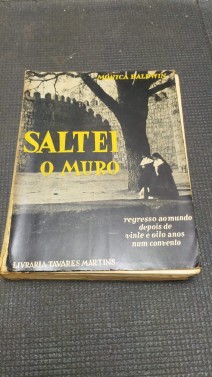 MONICA BALDWIN
SALTEI
O MURO
regresso ao mundo
depois de
vinte e oito anos
num convento
LIVRARIA TAVARES MARTINS